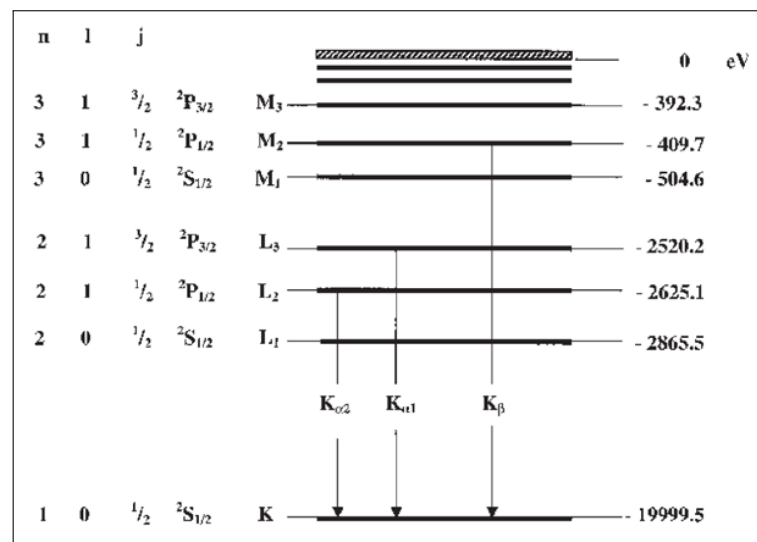 n l j
0 eV
3 1 3/2 ²P3/2 M3 - 392.3
3 1 1/2 ²P1/2 M2 - 409.7
3 0 1/2 ²S1/2 M1 - 504.6
2 1 3/2 ²P3/2 L3 - 2520.2
2 1 1/2 ²P1/2 L2 - 2625.1
2 0 1/2 ²S1/2 L1 - 2865.5
Kα2 Kα1 Kβ
1 0 1/2 ²S1/2 K - 19999.5